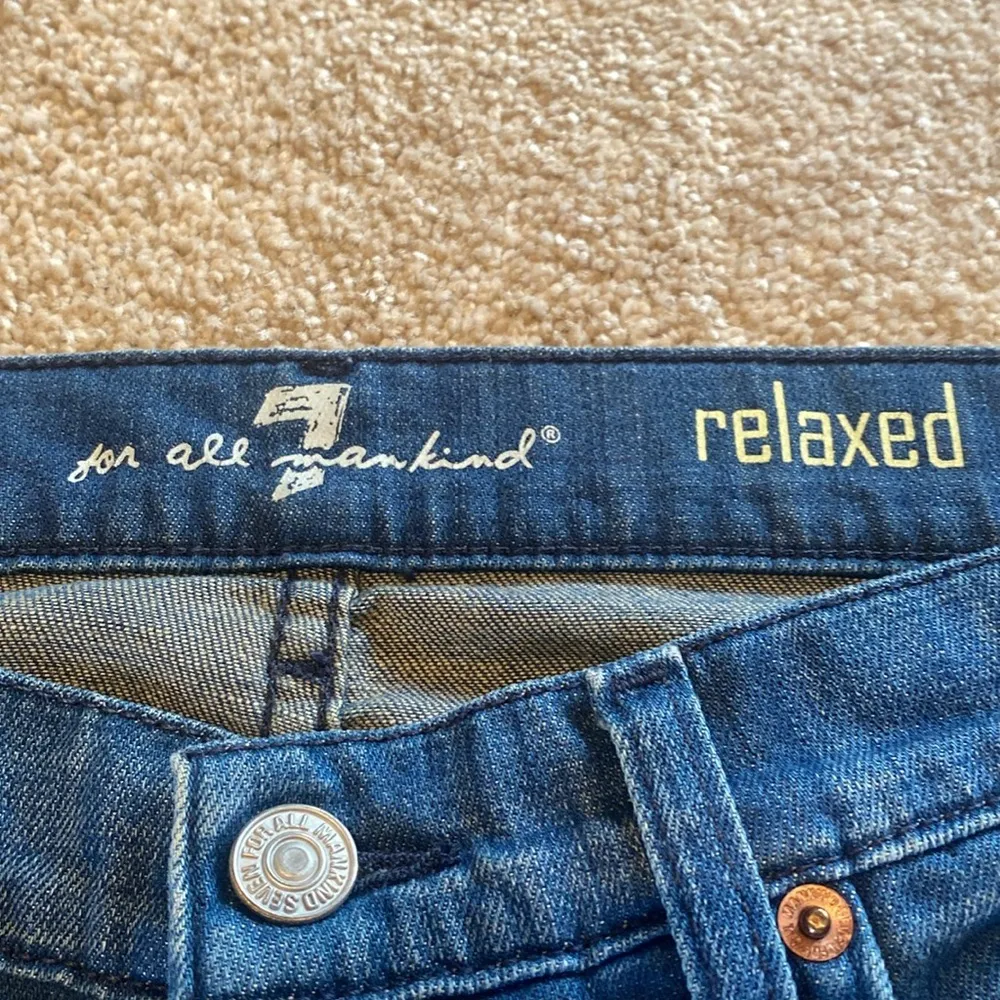 7
for all mankind®
relaxed
FOR ALL MANKIND SEVEN